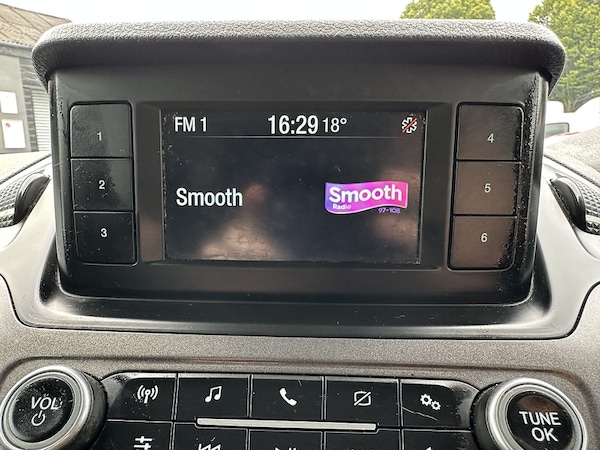 FM 1 16:29 18°
Smooth
Smooth
Radio
97-108
1
2
3
4
5
6
VOL
TUNE
OK